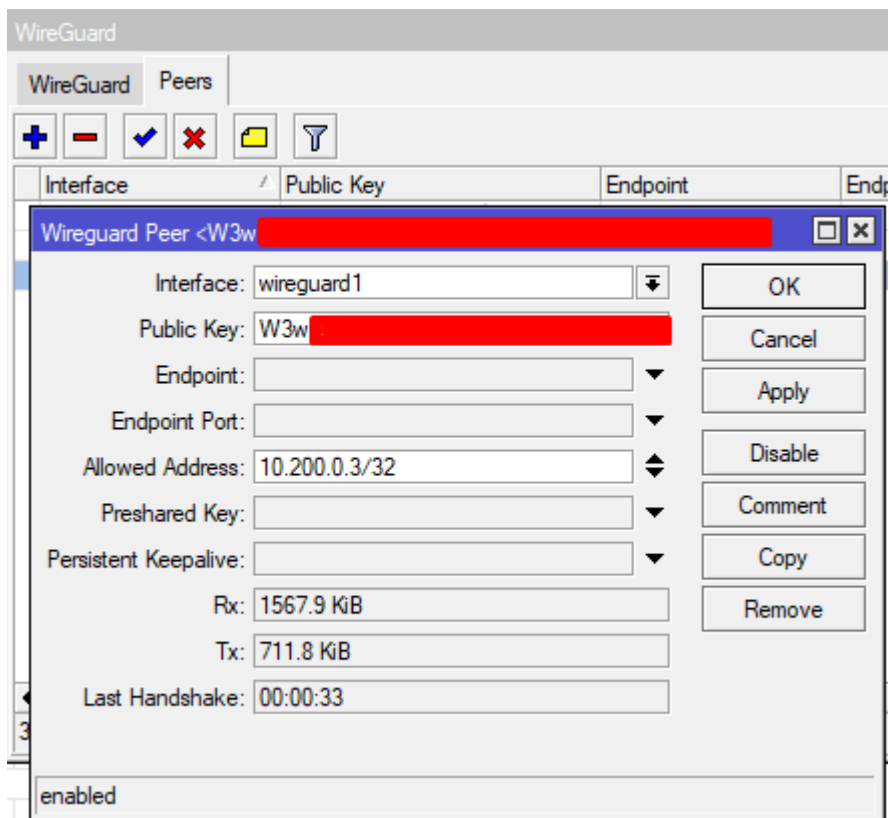 WireGuard
WireGuard Peers
Interface Public Key Endpoint Endp
Wireguard Peer <W3w
Interface: wireguard1 OK
Public Key: W3w Cancel
Endpoint:
Apply
Endpoint Port:
Allowed Address: 10.200.0.3/32 Disable
Preshared Key: Comment
Persistent Keepalive: Copy
Rx: 1567.9 KiB Remove
Tx: 711.8 KiB
Last Handshake: 00:00:33
3
enabled